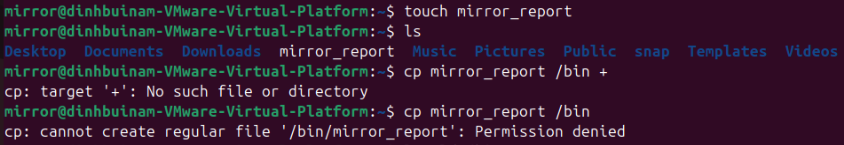 mirror@dinhbuinam-VMware-Virtual-Platform:~$ touch mirror_report
mirror@dinhbuinam-VMware-Virtual-Platform:~$ ls
Desktop  Documents  Downloads  mirror_report  Music  Pictures  Public  snap  Templates  Videos
mirror@dinhbuinam-VMware-Virtual-Platform:~$ cp mirror_report /bin +
cp: target '+': No such file or directory
mirror@dinhbuinam-VMware-Virtual-Platform:~$ cp mirror_report /bin
cp: cannot create regular file '/bin/mirror_report': Permission denied